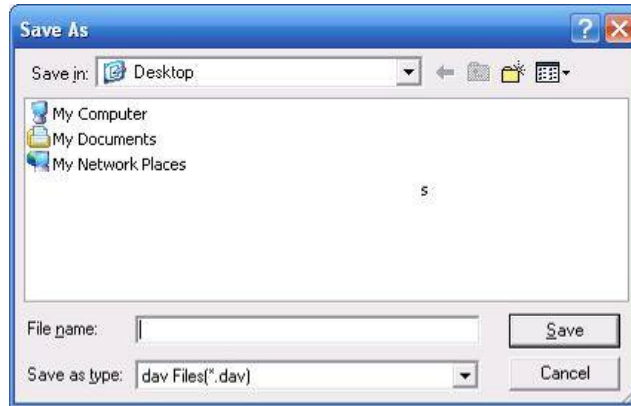 Save As
Save in: Desktop
My Computer
My Documents
My Network Places
s
File name: Save
Save as type: dav Files(*.dav) Cancel